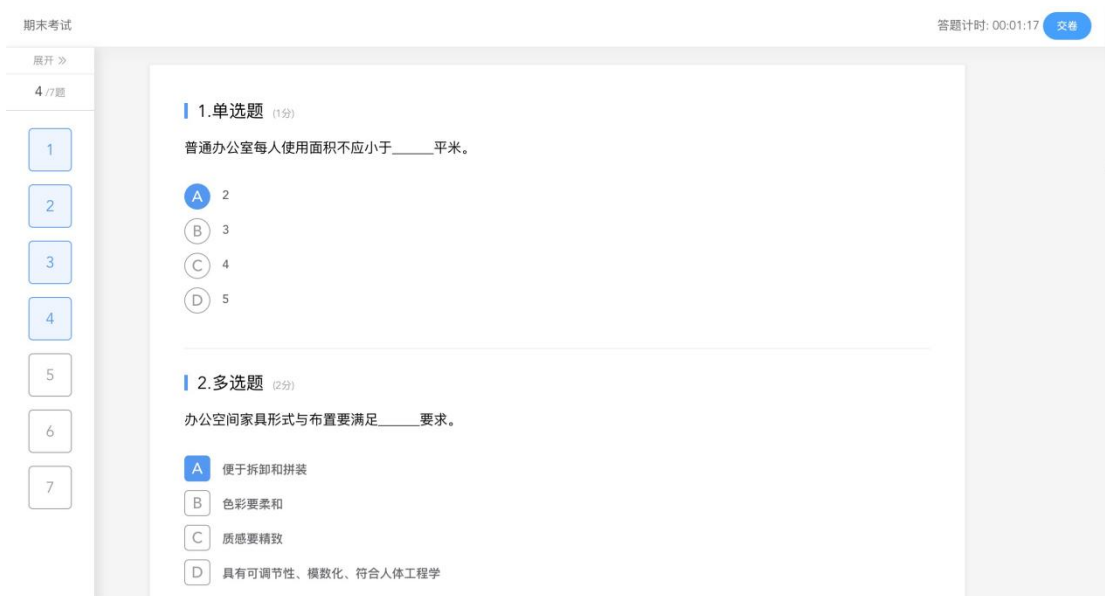 期末考试
答题计时: 00:01:17 交卷
展开 »
4 /7题
1
2
3
4
5
6
7
1.单选题 (1分)
普通办公室每人使用面积不应小于_____平米。
A 2
B 3
C 4
D 5
2.多选题 (2分)
办公空间家具形式与布置要满足_____要求。
A 便于拆卸和拼装
B 色彩要柔和
C 质感要精致
D 具有可调节性、模数化、符合人体工程学